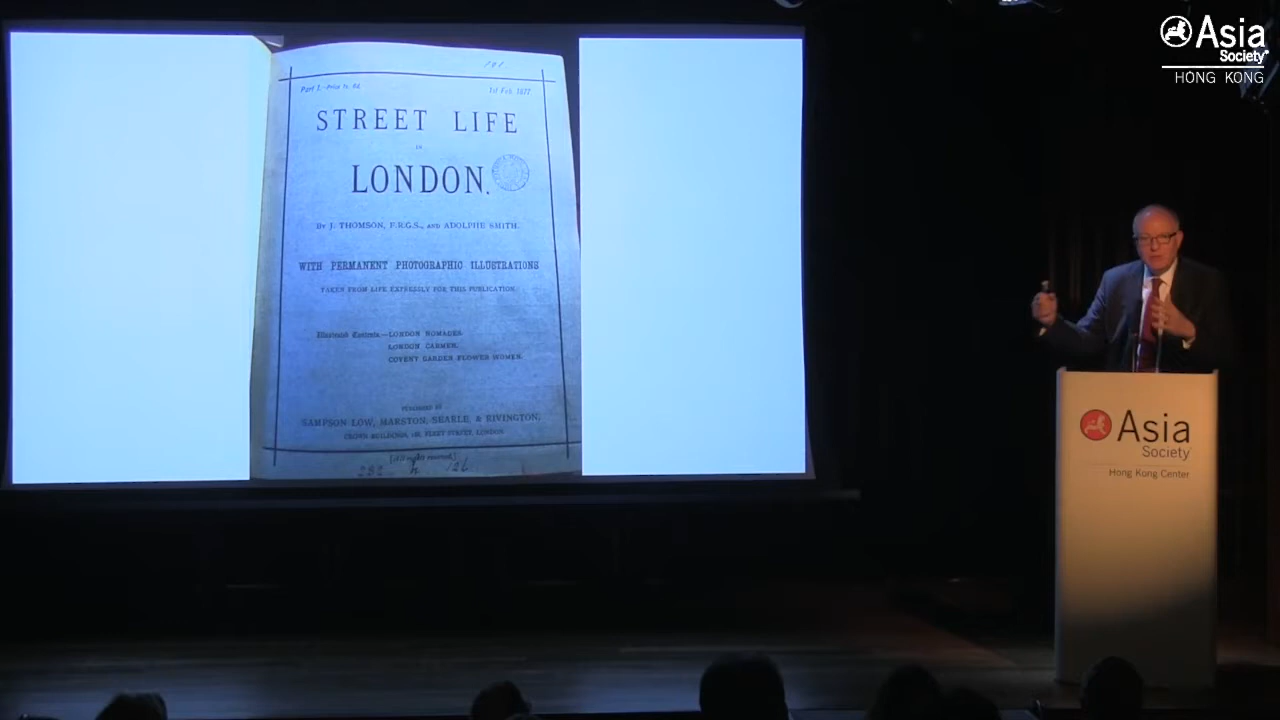 Asia
Society
HONG KONG
Part 1.—Price 1s. 6d.
1st Feb. 1877
STREET LIFE
IN
LONDON.
By J. THOMSON, F.R.G.S., AND ADOLPHE SMITH.
WITH PERMANENT PHOTOGRAPHIC ILLUSTRATIONS
TAKEN FROM LIFE EXPRESSLY FOR THIS PUBLICATION.
Illustrated Contents.—LONDON NOMADES.
LONDON CABMEN.
COVENT GARDEN FLOWER WOMEN.
PUBLISHED BY
SAMPSON LOW, MARSTON, SEARLE, & RIVINGTON,
CROWN BUILDINGS, 188, FLEET STREET, LONDON.
[All rights reserved.]
Asia
Society
Hong Kong Center